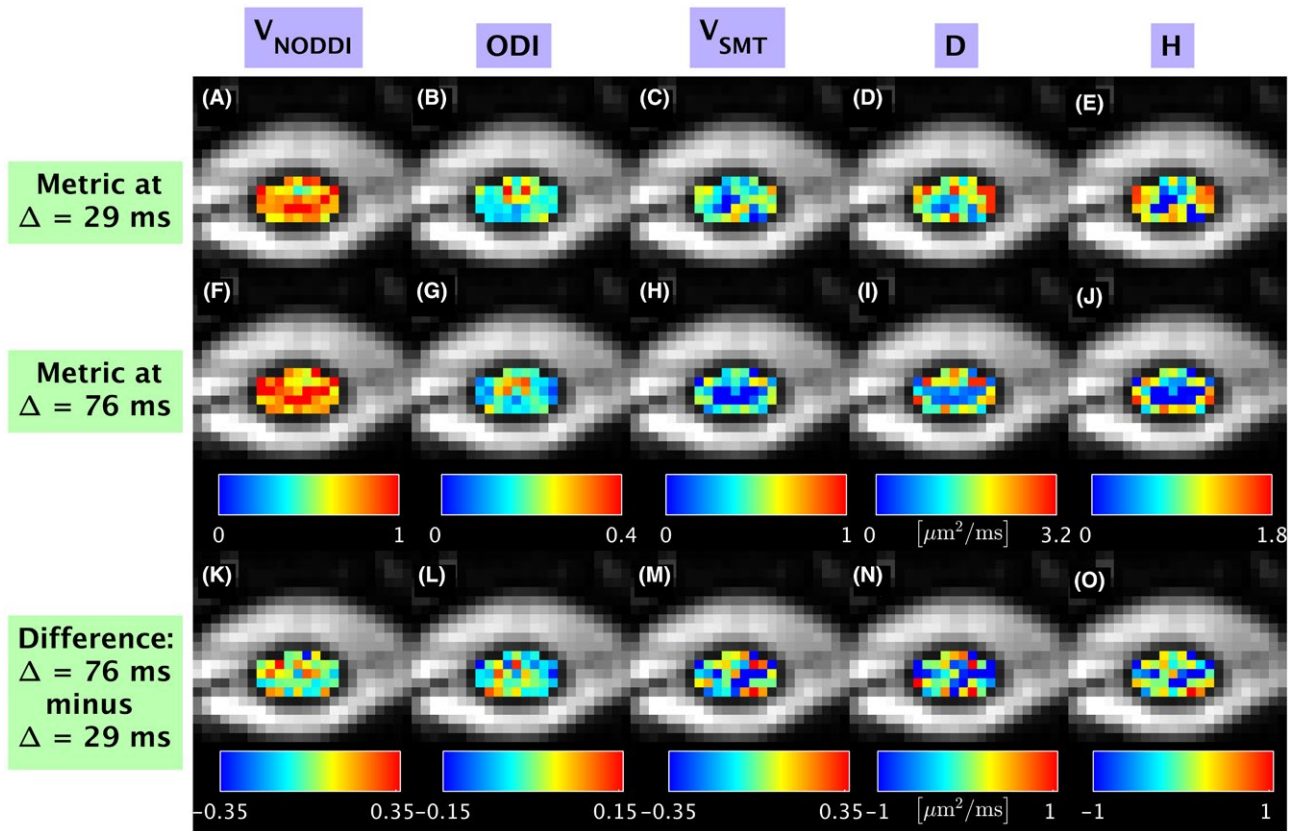 V_NODDI ODI V_SMT D H
(A) (B) (C) (D) (E)
Metric at
Δ = 29 ms
(F) (G) (H) (I) (J)
Metric at
Δ = 76 ms
0 1 0 0.4 0 1 0 [μm²/ms] 3.2 0 1.8
(K) (L) (M) (N) (O)
Difference:
Δ = 76 ms
minus
Δ = 29 ms
−0.35 0.35 −0.15 0.15 −0.35 0.35 −1 [μm²/ms] 1 −1 1